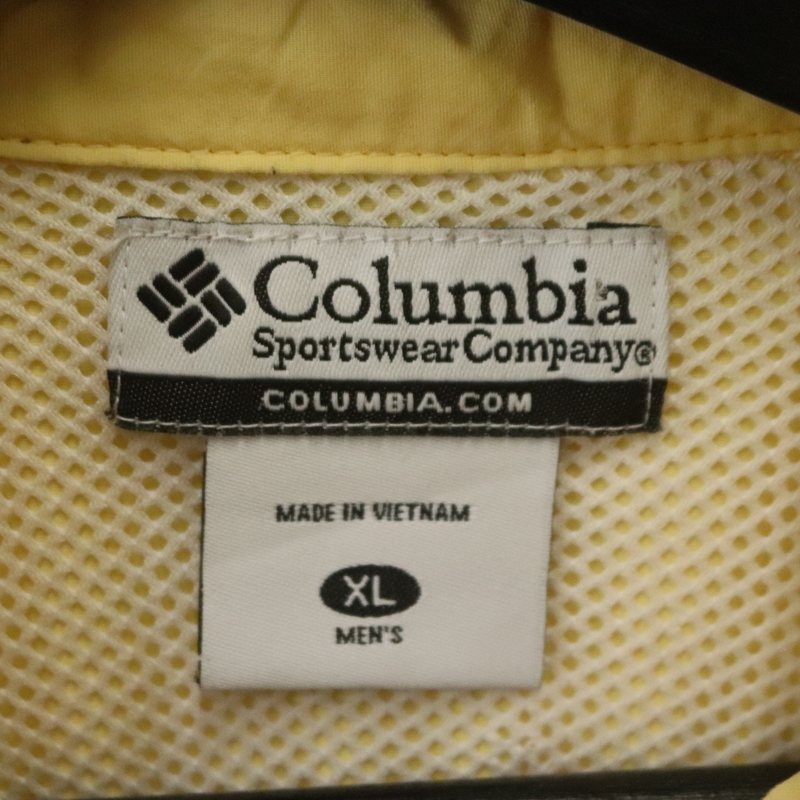 Columbia
Sportswear Company®
COLUMBIA.COM
MADE IN VIETNAM
XL
MEN'S